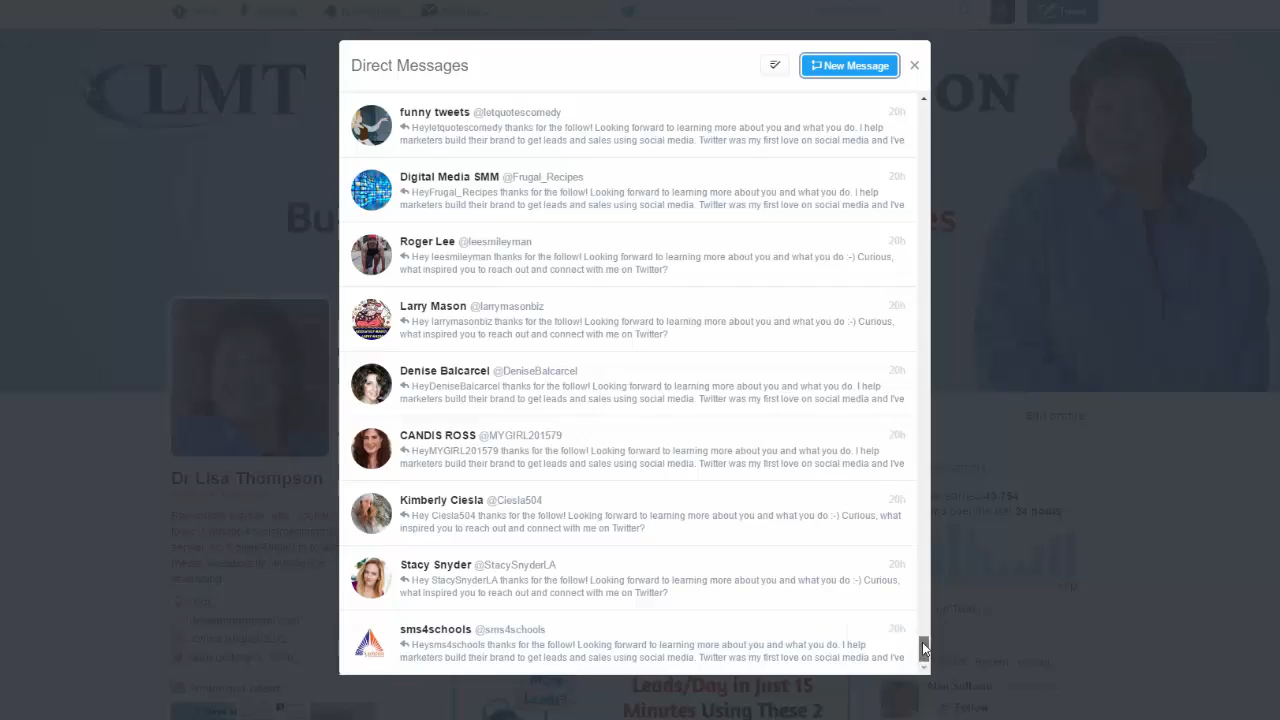 LMT
ON
Direct Messages
New Message
funny tweets @letquotescomedy 20h
Heyletquotescomedy thanks for the follow! Looking forward to learning more about you and what you do. I help
marketers build their brand to get leads and sales using social media. Twitter was my first love on social media and I've
Digital Media SMM @Frugal_Recipes 20h
HeyFrugal_Recipes thanks for the follow! Looking forward to learning more about you and what you do. I help
marketers build their brand to get leads and sales using social media. Twitter was my first love on social media and I've
Roger Lee @leesmileyman 20h
Hey leesmileyman thanks for the follow! Looking forward to learning more about you and what you do :-) Curious,
what inspired you to reach out and connect with me on Twitter?
Larry Mason @larrymasonbiz 20h
Hey larrymasonbiz thanks for the follow! Looking forward to learning more about you and what you do :-) Curious,
what inspired you to reach out and connect with me on Twitter?
Denise Balcarcel @DeniseBalcarcel 20h
HeyDeniseBalcarcel thanks for the follow! Looking forward to learning more about you and what you do. I help
marketers build their brand to get leads and sales using social media. Twitter was my first love on social media and I've
CANDIS ROSS @MYGIRL201579 20h
HeyMYGIRL201579 thanks for the follow! Looking forward to learning more about you and what you do. I help
marketers build their brand to get leads and sales using social media. Twitter was my first love on social media and I've
Kimberly Ciesla @Ciesla504 20h
Hey Ciesla504 thanks for the follow! Looking forward to learning more about you and what you do :-) Curious, what
inspired you to reach out and connect with me on Twitter?
Stacy Snyder @StacySnyderLA 20h
Hey StacySnyderLA thanks for the follow! Looking forward to learning more about you and what you do :-) Curious,
what inspired you to reach out and connect with me on Twitter?
sms4schools @sms4schools 20h
Heysms4schools thanks for the follow! Looking forward to learning more about you and what you do. I help
marketers build their brand to get leads and sales using social media. Twitter was my first love on social media and I've
Dr Lisa Thompson
Edit profile
24 hours
Follow
Leads/Day in Just 15
Minutes Using These 2